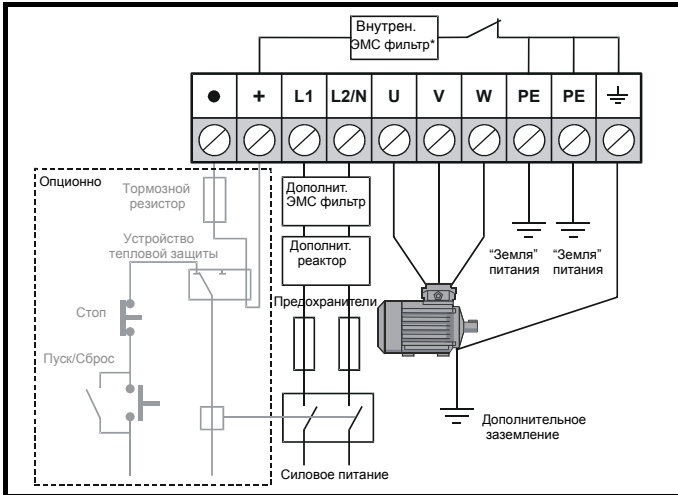 Внутрен.
ЭМС фильтр*
● + L1 L2/N U V W PE PE
Опционно
Тормозной
резистор
Дополнит.
ЭМС фильтр
Устройство
тепловой защиты
Дополнит.
реактор
“Земля”
питания
“Земля”
питания
Предохранители
Стоп
Пуск/Сброс
Дополнительное
заземление
Силовое питание